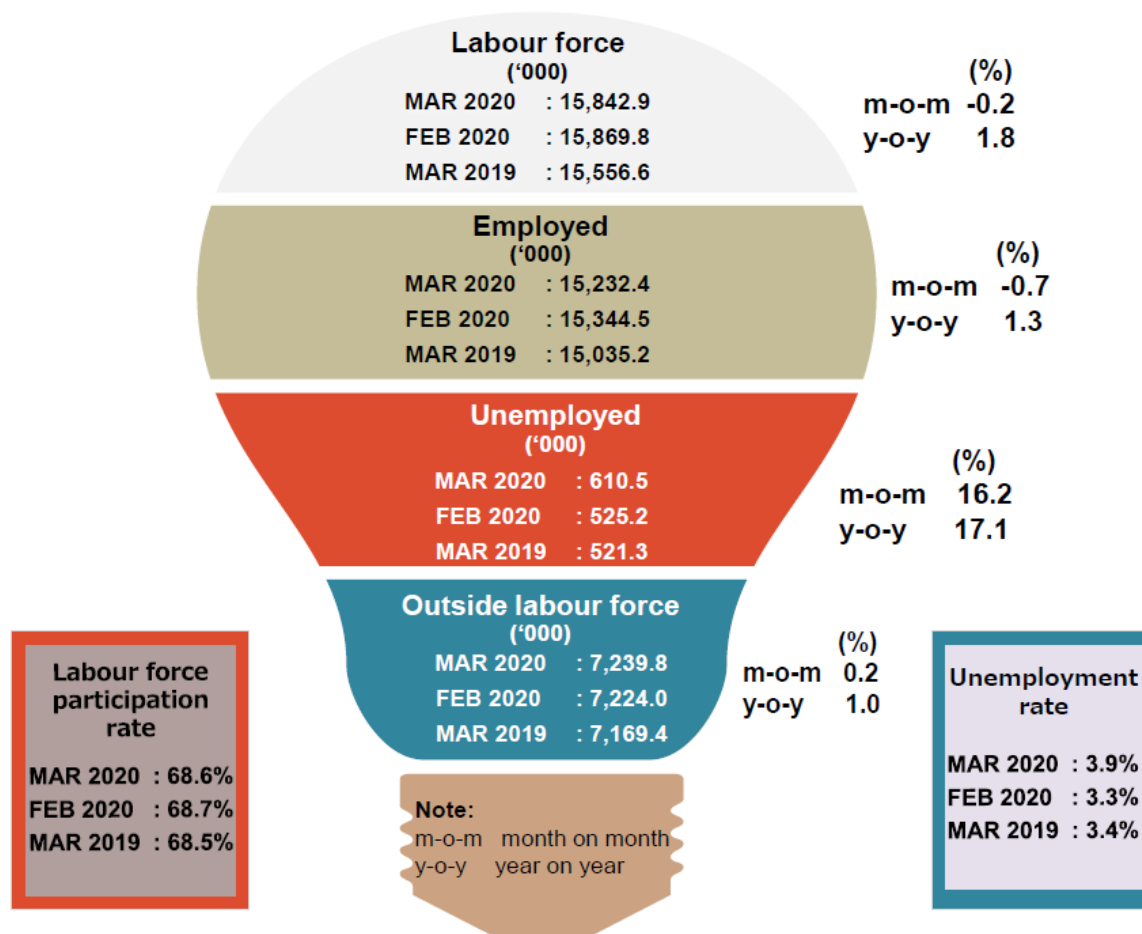 Labour force
(‘000)
MAR 2020 : 15,842.9
FEB 2020 : 15,869.8
MAR 2019 : 15,556.6
(%)
m-o-m -0.2
y-o-y 1.8
Employed
(‘000)
MAR 2020 : 15,232.4
FEB 2020 : 15,344.5
MAR 2019 : 15,035.2
(%)
m-o-m -0.7
y-o-y 1.3
Unemployed
(‘000)
MAR 2020 : 610.5
FEB 2020 : 525.2
MAR 2019 : 521.3
(%)
m-o-m 16.2
y-o-y 17.1
Outside labour force
(‘000)
MAR 2020 : 7,239.8
FEB 2020 : 7,224.0
MAR 2019 : 7,169.4
(%)
m-o-m 0.2
y-o-y 1.0
Labour force
participation
rate
MAR 2020 : 68.6%
FEB 2020 : 68.7%
MAR 2019 : 68.5%
Unemployment
rate
MAR 2020 : 3.9%
FEB 2020 : 3.3%
MAR 2019 : 3.4%
Note:
m-o-m month on month
y-o-y year on year